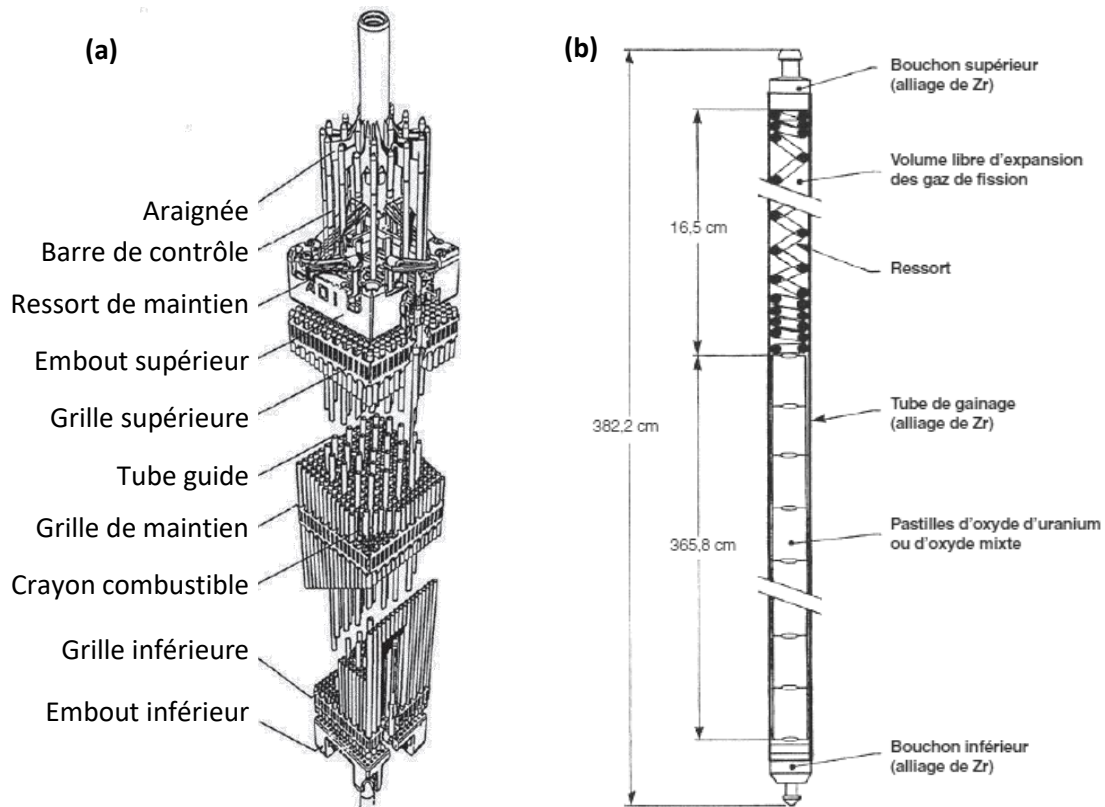 (a)
Araignée
Barre de contrôle
Ressort de maintien
Embout supérieur
Grille supérieure
Tube guide
Grille de maintien
Crayon combustible
Grille inférieure
Embout inférieur
(b)
Bouchon supérieur
(alliage de Zr)
Volume libre d'expansion
des gaz de fission
16,5 cm
Ressort
382,2 cm
Tube de gainage
(alliage de Zr)
365,8 cm
Pastilles d'oxyde d'uranium
ou d'oxyde mixte
Bouchon inférieur
(alliage de Zr)